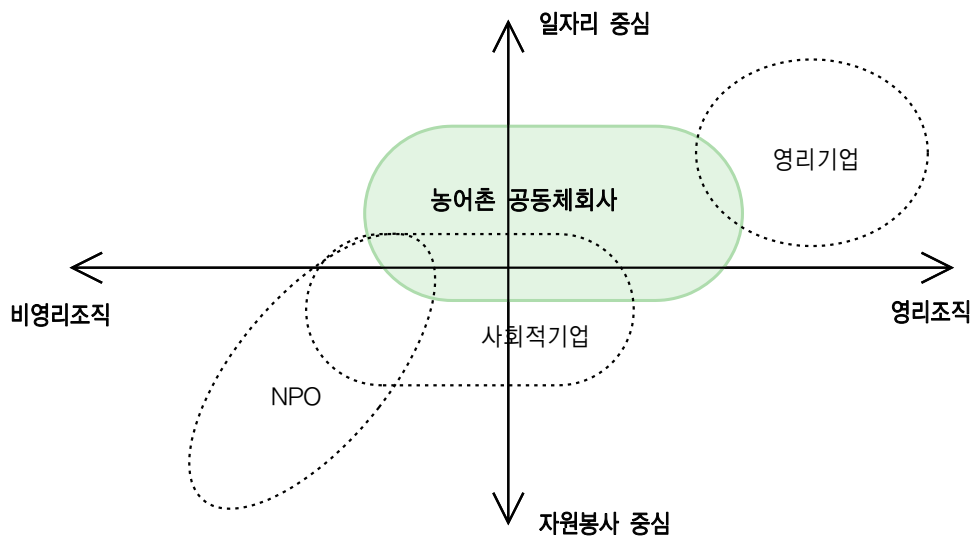 일자리 중심
영리기업
농어촌 공동체회사
비영리조직
영리조직
사회적기업
NPO
자원봉사 중심